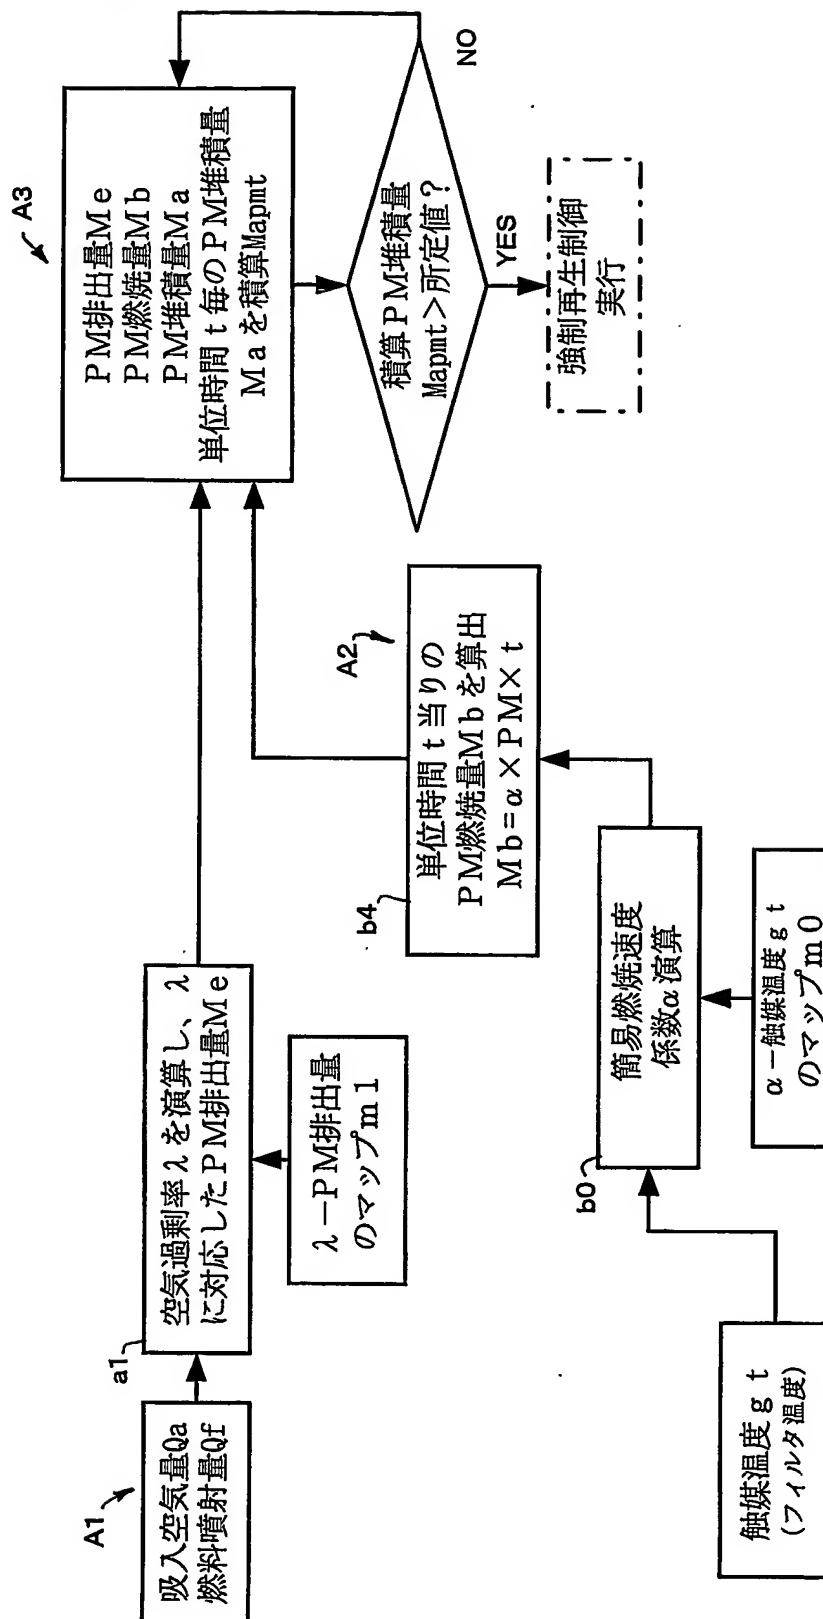 A1
吸入空気量Qa
燃料噴射量Qf
a1
空気過剰率λを演算し、λ
に対応したPM排出量Me
λ－PM排出量
のマップm1
触媒温度gt
(フィルタ温度)
b0
簡易燃焼速度
係数α演算
α－触媒温度gt
のマップm0
b4
A2
単位時間t当りの
PM燃焼量Mbを算出
Mb=α×PM×t
A3
PM排出量Me
PM燃焼量Mb
PM堆積量Ma
単位時間t毎のPM堆積量
Maを積算Mapmt
積算PM堆積量
Mapmt>所定値?
NO
YES
強制再生制御
実行